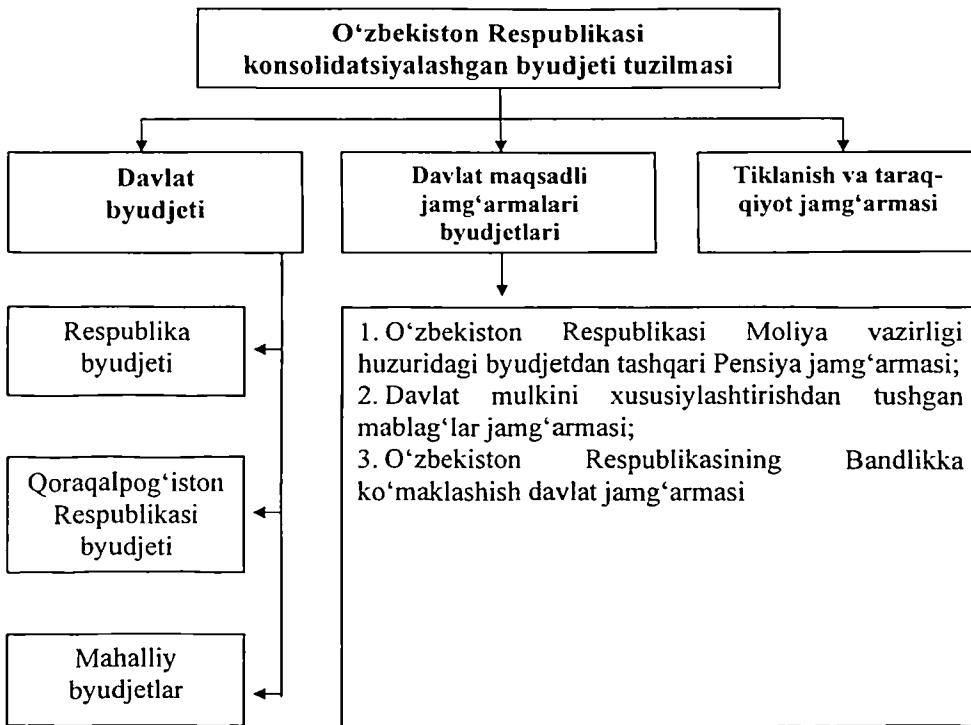 O‘zbekiston Respublikasi
konsolidatsiyalashgan byudjeti tuzilmasi
Davlat
byudjeti
Davlat maqsadli
jamg‘armalari
byudjetlari
Tiklanish va taraq-
qiyot jamg‘armasi
Respublika
byudjeti
Qoraqalpog‘iston
Respublikasi
byudjeti
Mahalliy
byudjetlar
1. O‘zbekiston Respublikasi Moliya vazirligi
huzuridagi byudjetdan tashqari Pensiya jamg‘armasi;
2. Davlat mulkini xususiylashtirishdan tushgan
mablag‘lar jamg‘armasi;
3. O‘zbekiston Respublikasining Bandlikka
ko‘maklashish davlat jamg‘armasi